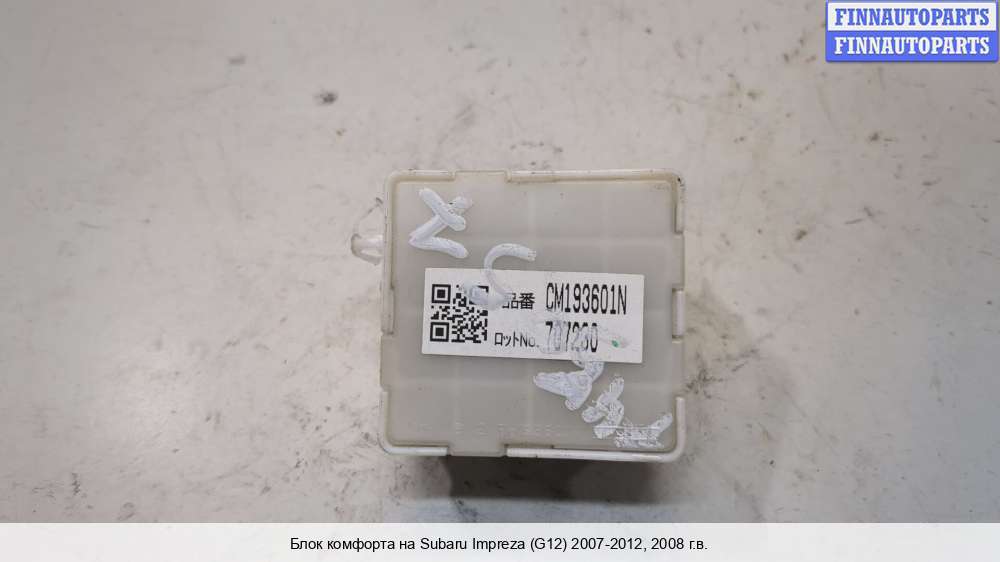 FINNAUTOPARTS
FINNAUTOPARTS
品番 CM193601N
ロットNo. 707280
Блок комфорта на Subaru Impreza (G12) 2007-2012, 2008 г.в.